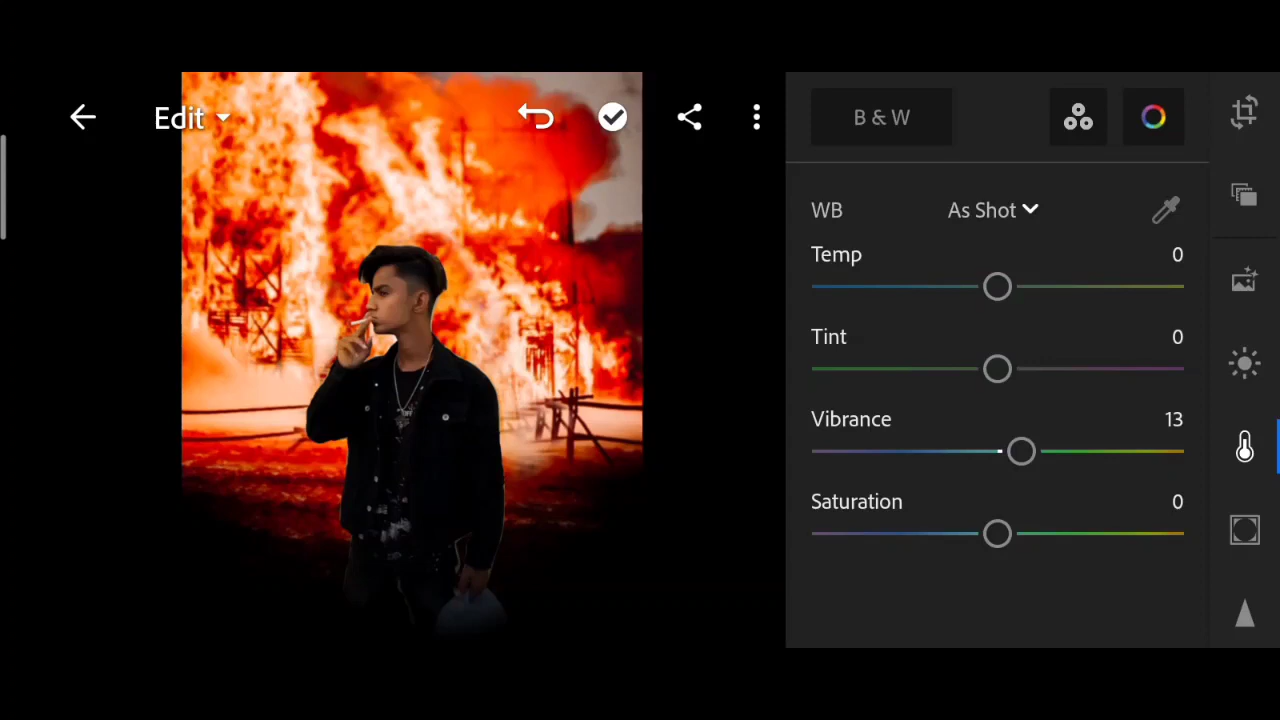 Edit
B & W
WB As Shot
Temp 0
Tint 0
Vibrance 13
Saturation 0